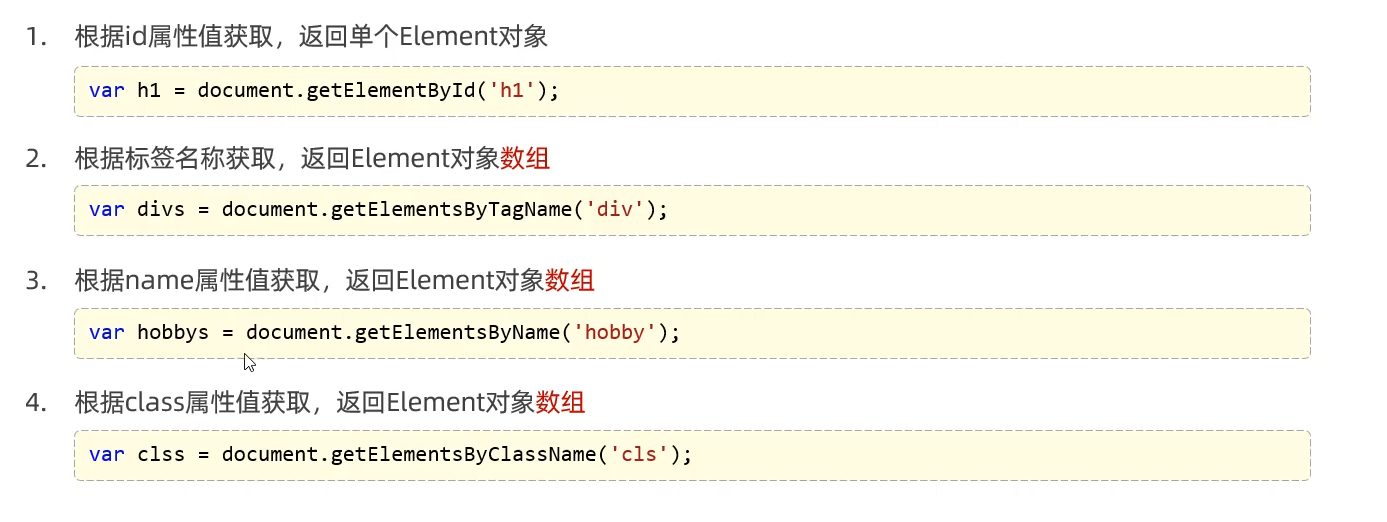 1. 根据id属性值获取，返回单个Element对象
var h1 = document.getElementById('h1');
2. 根据标签名称获取，返回Element对象数组
var divs = document.getElementsByTagName('div');
3. 根据name属性值获取，返回Element对象数组
var hobbys = document.getElementsByName('hobby');
4. 根据class属性值获取，返回Element对象数组
var clss = document.getElementsByClassName('cls');